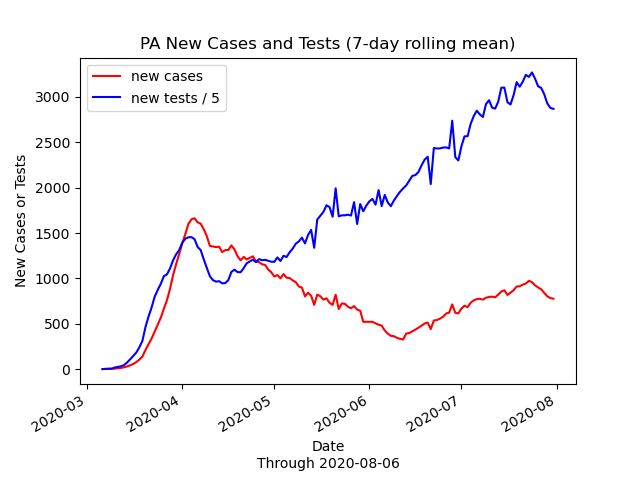 PA New Cases and Tests (7-day rolling mean)
new cases
new tests / 5
New Cases or Tests
3000
2500
2000
1500
1000
500
0
2020-03
2020-04
2020-05
2020-06
2020-07
2020-08
Date
Through 2020-08-06